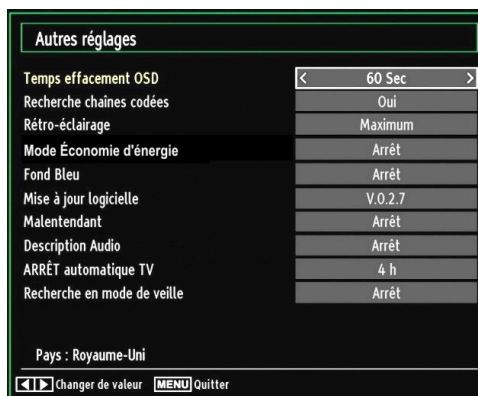 Autres réglages
Temps effacement OSD < 60 Sec >
Recherche chaînes codées Oui
Rétro-éclairage Maximum
Mode Économie d'énergie Arrêt
Fond Bleu Arrêt
Mise à jour logicielle V.0.2.7
Malentendant Arrêt
Description Audio Arrêt
ARRÊT automatique TV 4 h
Recherche en mode de veille Arrêt
Pays : Royaume-Uni
Changer de valeur MENU Quitter